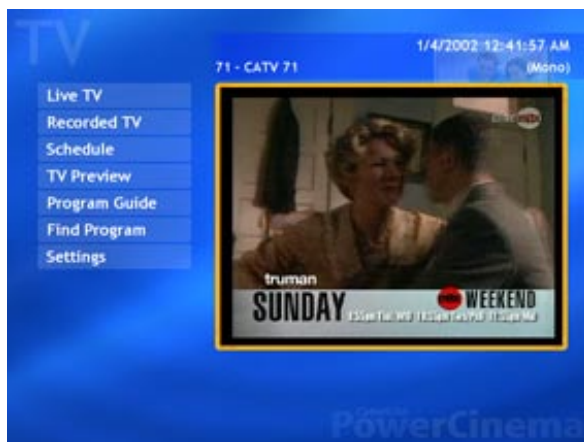 TV
1/4/2002 12:41:57 AM
71 - CATV 71
(Mono)
Live TV
Recorded TV
Schedule
TV Preview
Program Guide
Find Program
Settings
truman
SUNDAY
WEEKEND
PowerCinema